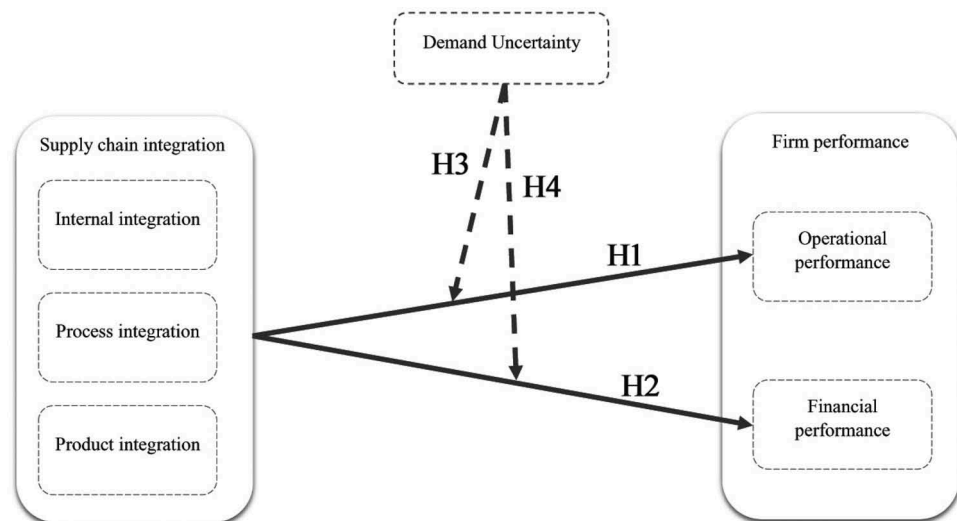 Demand Uncertainty
Supply chain integration
Internal integration
Process integration
Product integration
H3
H4
H1
H2
Firm performance
Operational
performance
Financial
performance